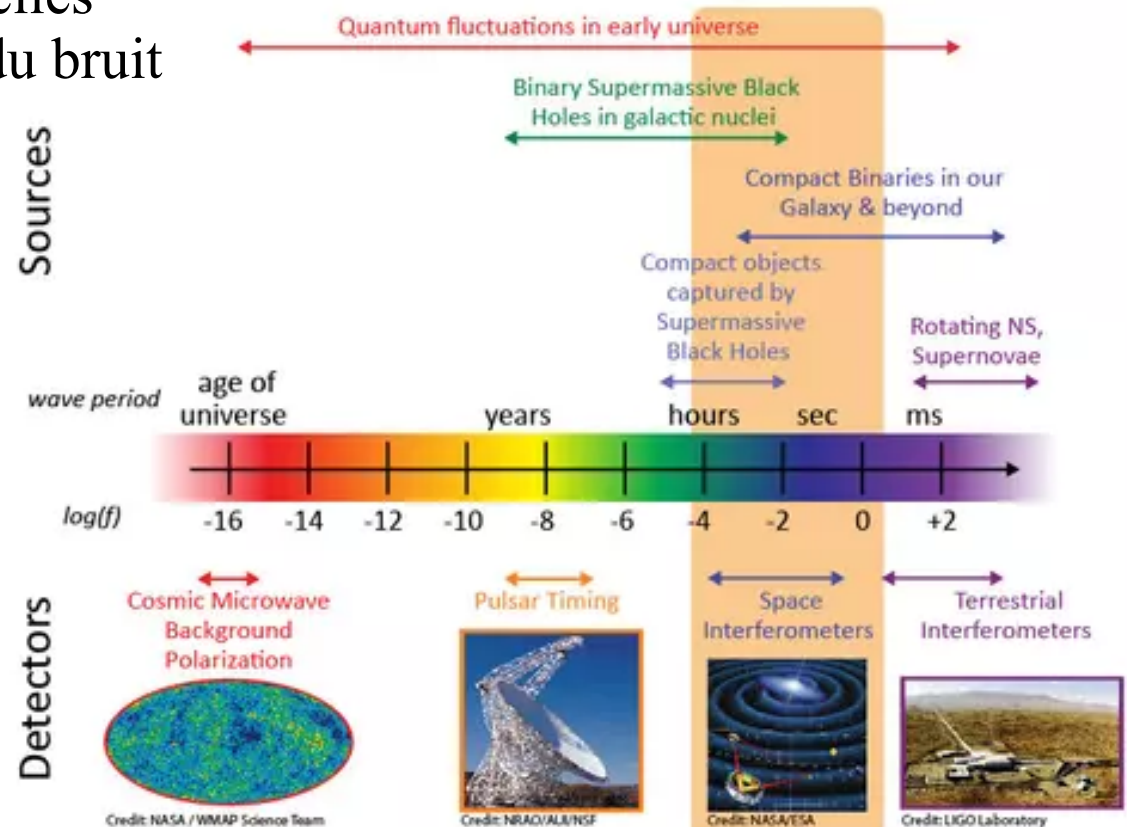 du bruit
Quantum fluctuations in early universe
Binary Supermassive Black
Holes in galactic nuclei
Sources
Compact Binaries in our
Galaxy & beyond
Compact objects
captured by
Supermassive
Black Holes
Rotating NS,
Supernovae
wave period
age of
universe
years
hours
sec
ms
log(f)
-16 -14 -12 -10 -8 -6 -4 -2 0 +2
Detectors
Cosmic Microwave
Background
Polarization
Pulsar Timing
Space
Interferometers
Terrestrial
Interferometers
Credit: NASA / WMAP Science Team
Credit: NRAO/AUI/NSF
Credit: NASA/ESA
Credit: LIGO Laboratory